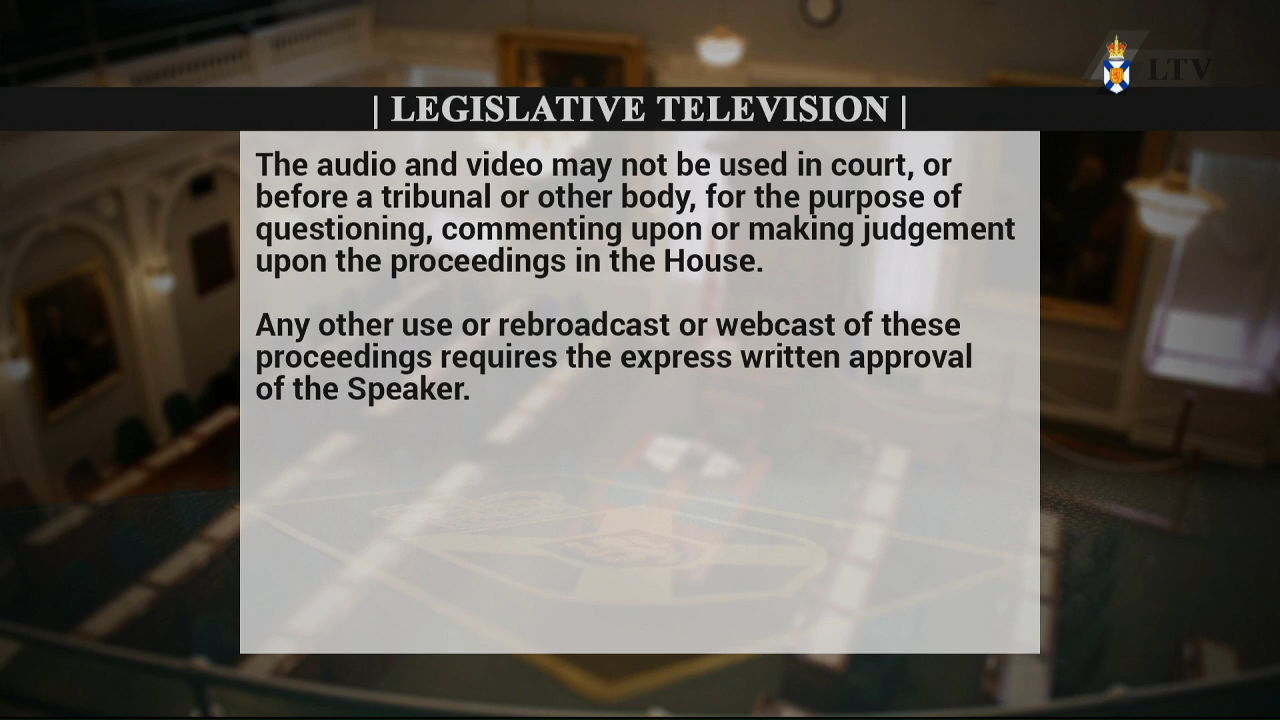 LTV
| LEGISLATIVE TELEVISION |
The audio and video may not be used in court, or
before a tribunal or other body, for the purpose of
questioning, commenting upon or making judgement
upon the proceedings in the House.
Any other use or rebroadcast or webcast of these
proceedings requires the express written approval
of the Speaker.